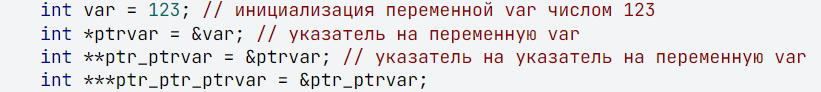 int var = 123; // инициализация переменной var числом 123
int *ptrvar = &var; // указатель на переменную var
int **ptr_ptrvar = &ptrvar; // указатель на указатель на переменную var
int ***ptr_ptr_ptrvar = &ptr_ptrvar;